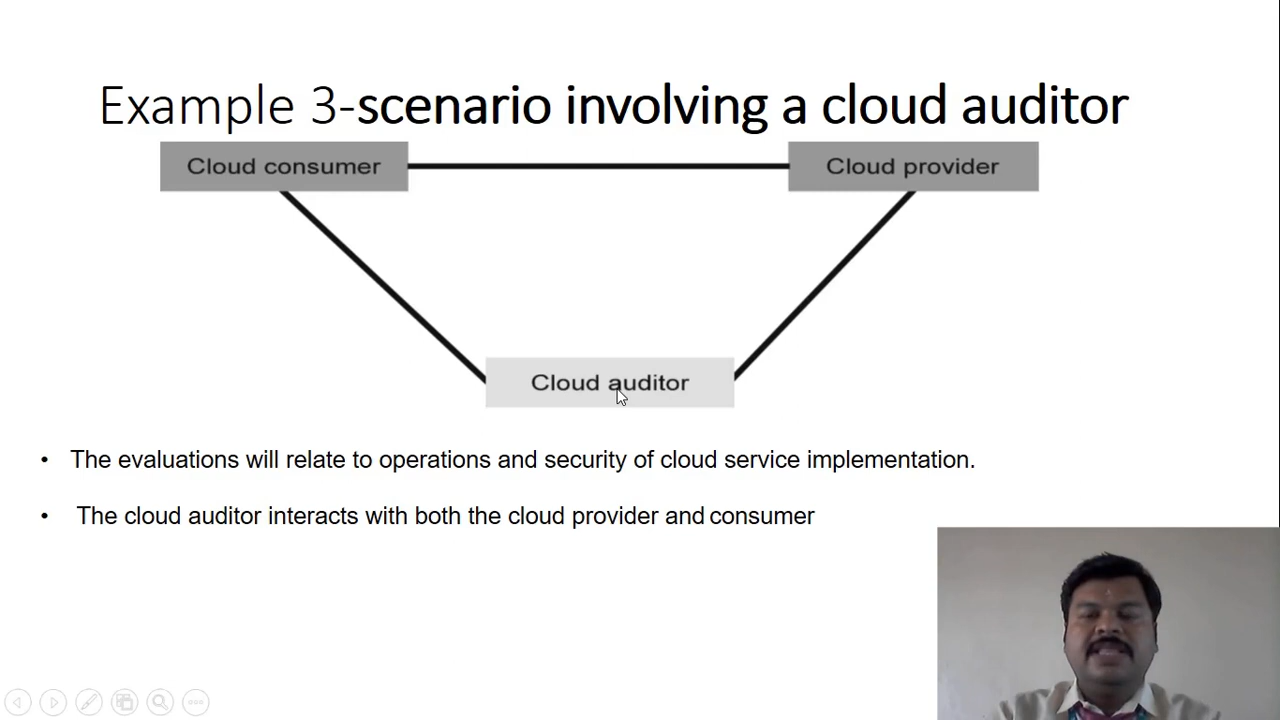 Example 3-scenario involving a cloud auditor
Cloud consumer
Cloud provider
Cloud auditor
• The evaluations will relate to operations and security of cloud service implementation.
• The cloud auditor interacts with both the cloud provider and consumer